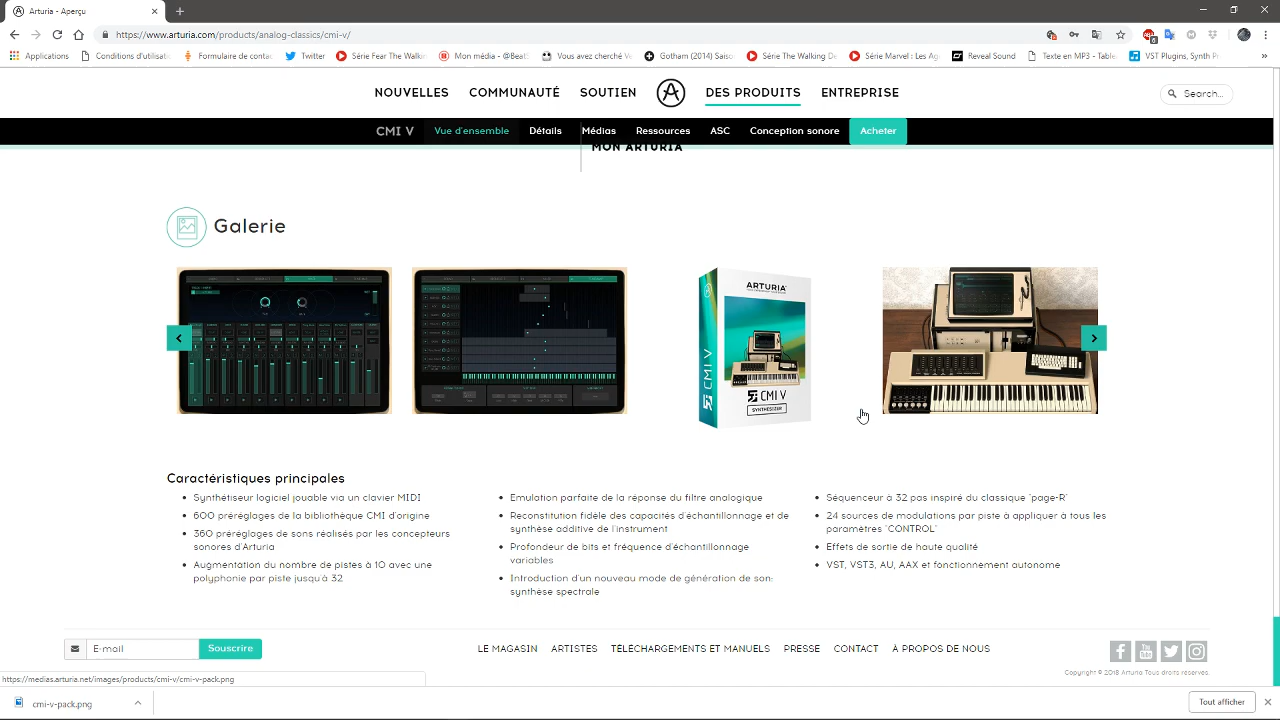 Arturia - Aperçu
https://www.arturia.com/products/analog-classics/cmi-v/
Applications
Conditions d'utilisati
Formulaire de contac
Twitter
Série Fear The Walkin
Mon média - @Beat
Vous avez cherché V
Gotham (2014) Saiso
Série The Walking De
Série Marvel : Les Ag
Reveal Sound
Texte en MP3 - Table
VST Plugins, Synth Pr
NOUVELLES
COMMUNAUTÉ
SOUTIEN
DES PRODUITS
ENTREPRISE
Search...
CMI V
Vue d'ensemble
Détails
Médias
Ressources
ASC
Conception sonore
Acheter
MON ARTURIA
Galerie
ARTURIA
CMI V
CMI V
SYNTHESIZER
Caractéristiques principales
Synthétiseur logiciel jouable via un clavier MIDI
600 préréglages de la bibliothèque CMI d'origine
360 préréglages de sons réalisés par les concepteurs
sonores d'Arturia
Augmentation du nombre de pistes à 10 avec une
polyphonie par piste jusqu'à 32
Emulation parfaite de la réponse du filtre analogique
Reconstitution fidèle des capacités d'échantillonnage et de
synthèse additive de l'instrument
Profondeur de bits et fréquence d'échantillonnage
variables
Introduction d'un nouveau mode de génération de son:
synthèse spectrale
Séquenceur à 32 pas inspiré du classique "page-R"
24 sources de modulations par piste à appliquer à tous les
paramètres "CONTROL"
Effets de sortie de haute qualité
VST, VST3, AU, AAX et fonctionnement autonome
E-mail
Souscrire
LE MAGASIN
ARTISTES
TÉLÉCHARGEMENTS ET MANUELS
PRESSE
CONTACT
À PROPOS DE NOUS
Copyright © 2018 Arturia Tous droits réservés.
https://medias.arturia.net/images/products/cmi-v/cmi-v-pack.png
cmi-v-pack.png
Tout afficher